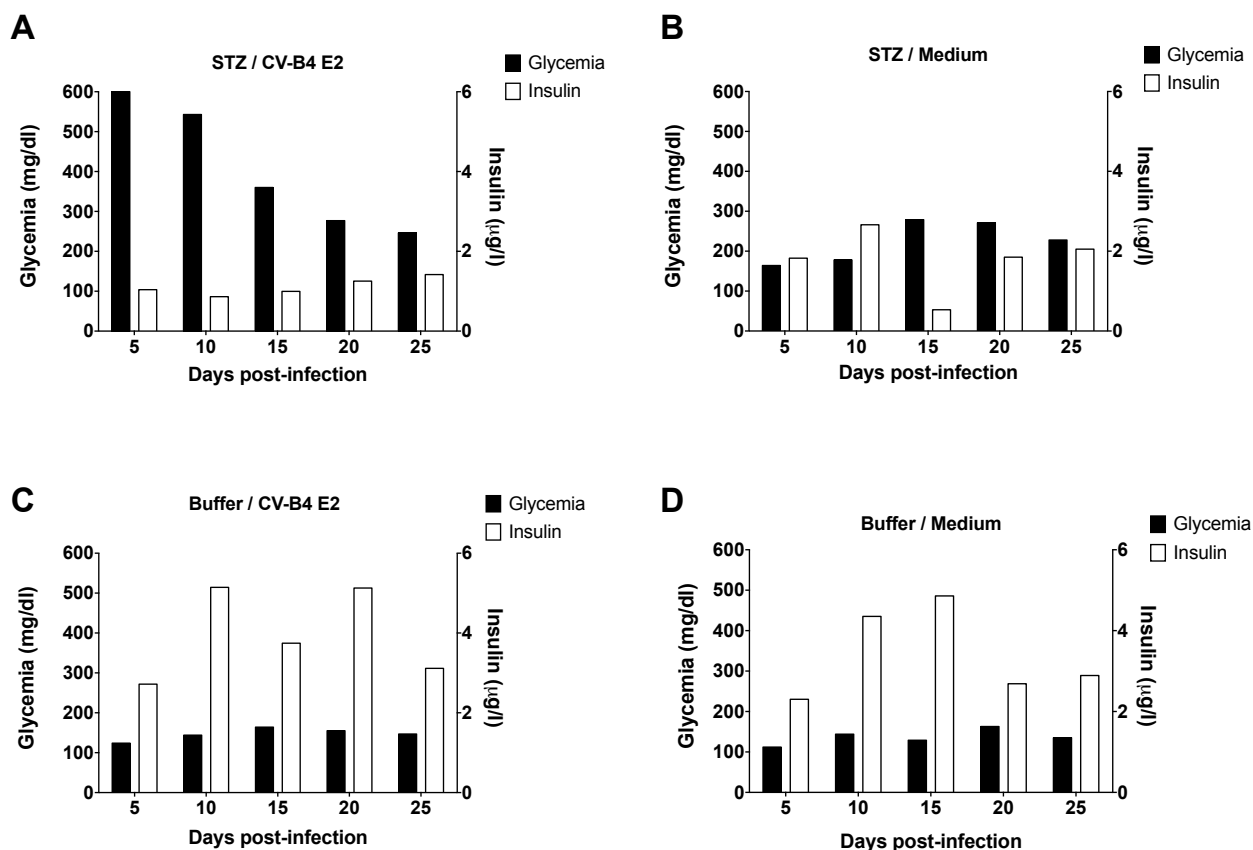 A
STZ / CV-B4 E2
Glycemia
Insulin
Glycemia (mg/dl)
600
500
400
300
200
100
0
6
4
2
0
Insulin (μg/l)
5 10 15 20 25
Days post-infection
B
STZ / Medium
Glycemia
Insulin
Glycemia (mg/dl)
600
500
400
300
200
100
0
6
4
2
0
Insulin (μg/l)
5 10 15 20 25
Days post-infection
C
Buffer / CV-B4 E2
Glycemia
Insulin
Glycemia (mg/dl)
600
500
400
300
200
100
0
6
4
2
0
Insulin (μg/l)
5 10 15 20 25
Days post-infection
D
Buffer / Medium
Glycemia
Insulin
Glycemia (mg/dl)
600
500
400
300
200
100
0
6
4
2
0
Insulin (μg/l)
5 10 15 20 25
Days post-infection